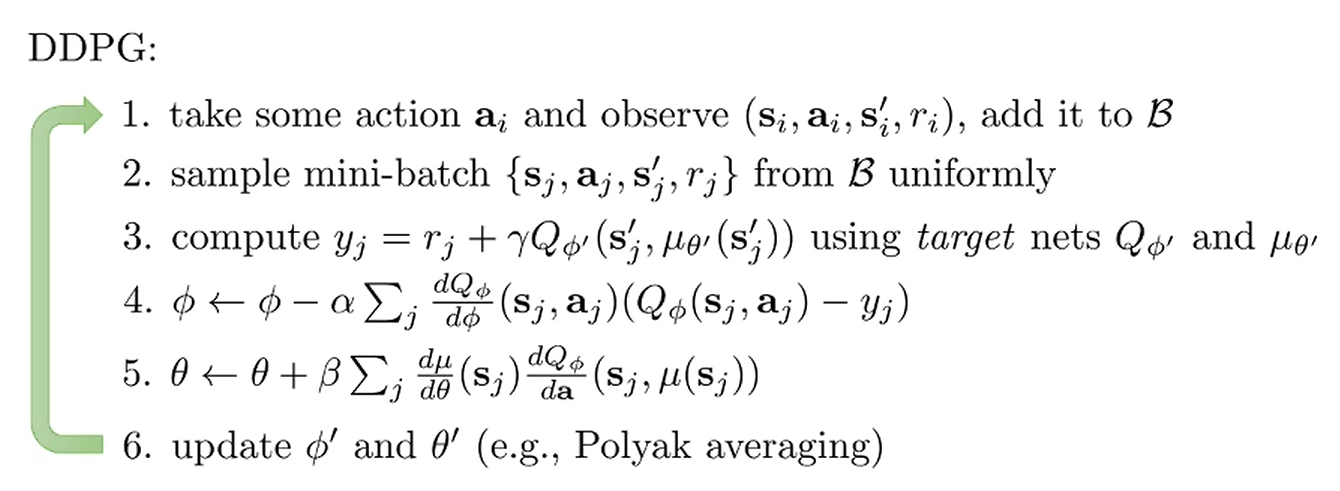 DDPG:
1. take some action 𝐚ᵢ and observe (𝐬ᵢ, 𝐚ᵢ, 𝐬′ᵢ, rᵢ), add it to ℬ
2. sample mini-batch {𝐬ⱼ, 𝐚ⱼ, 𝐬′ⱼ, rⱼ} from ℬ uniformly
3. compute yⱼ = rⱼ + γQ_ϕ′(𝐬′ⱼ, μ_θ′(𝐬′ⱼ)) using target nets Q_ϕ′ and μ_θ′
4. ϕ ← ϕ − α ∑ⱼ dQ_ϕ/dϕ (𝐬ⱼ, 𝐚ⱼ)(Q_ϕ(𝐬ⱼ, 𝐚ⱼ) − yⱼ)
5. θ ← θ + β ∑ⱼ dμ/dθ (𝐬ⱼ) dQ_ϕ/d𝐚 (𝐬ⱼ, μ(𝐬ⱼ))
6. update ϕ′ and θ′ (e.g., Polyak averaging)